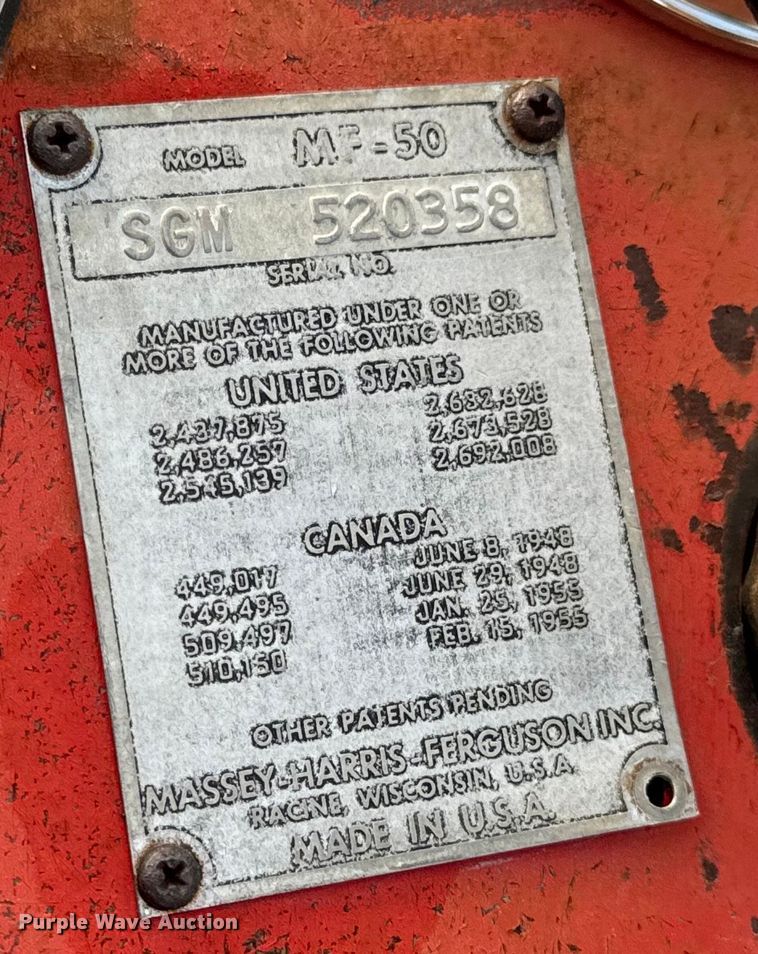 MODEL MF-50
SGM 520358
SERIAL NO.
MANUFACTURED UNDER ONE OR
MORE OF THE FOLLOWING PATENTS
UNITED STATES
2,437,875 2,632,628
2,486,257 2,673,528
2,545,139 2,692,008
CANADA
449,017 JUNE 8, 1948
449,495 JUNE 29, 1948
509,497 JAN. 25, 1955
510,150 FEB. 15, 1955
OTHER PATENTS PENDING
MASSEY-HARRIS-FERGUSON INC.
RACINE, WISCONSIN, U.S.A.
MADE IN U.S.A.
Purple Wave Auction